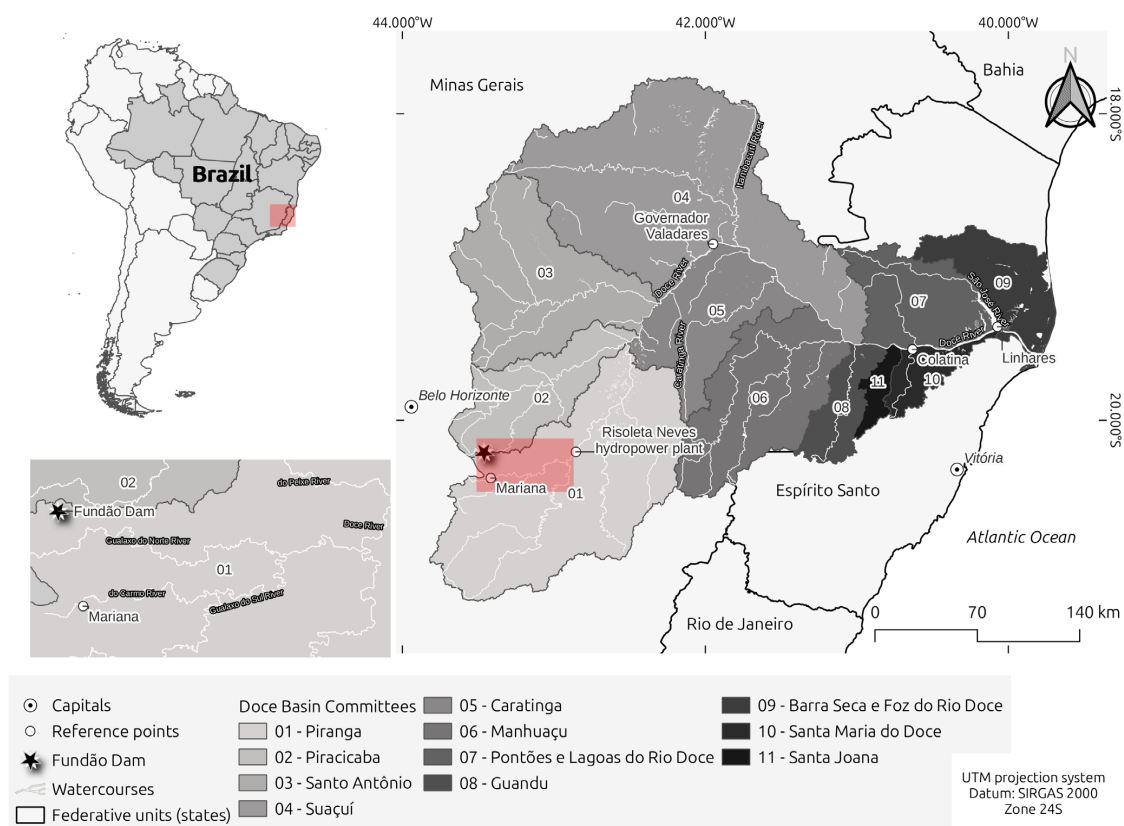 44.000°W
42.000°W
40.000°W
18.000°S
20.000°S
N
Brazil
Minas Gerais
Bahia
Itambacuri River
04
Governador
Valadares
03
Doce River
05
Caratinga River
São José River
09
07
Doce River
Linhares
Colatina
10
11
08
06
Belo Horizonte
02
Risoleta Neves
hydropower plant
Mariana
01
Vitória
Espírito Santo
Atlantic Ocean
Rio de Janeiro
0 70 140 km
02
do Peixe River
Fundão Dam
Doce River
Gualaxo do Norte River
01
do Carmo River
Gualaxo do Sul River
Mariana
Capitals
Reference points
Fundão Dam
Watercourses
Federative units (states)
Doce Basin Committees
01 - Piranga
02 - Piracicaba
03 - Santo Antônio
04 - Suaçuí
05 - Caratinga
06 - Manhuaçu
07 - Pontões e Lagoas do Rio Doce
08 - Guandu
09 - Barra Seca e Foz do Rio Doce
10 - Santa Maria do Doce
11 - Santa Joana
UTM projection system
Datum: SIRGAS 2000
Zone 24S